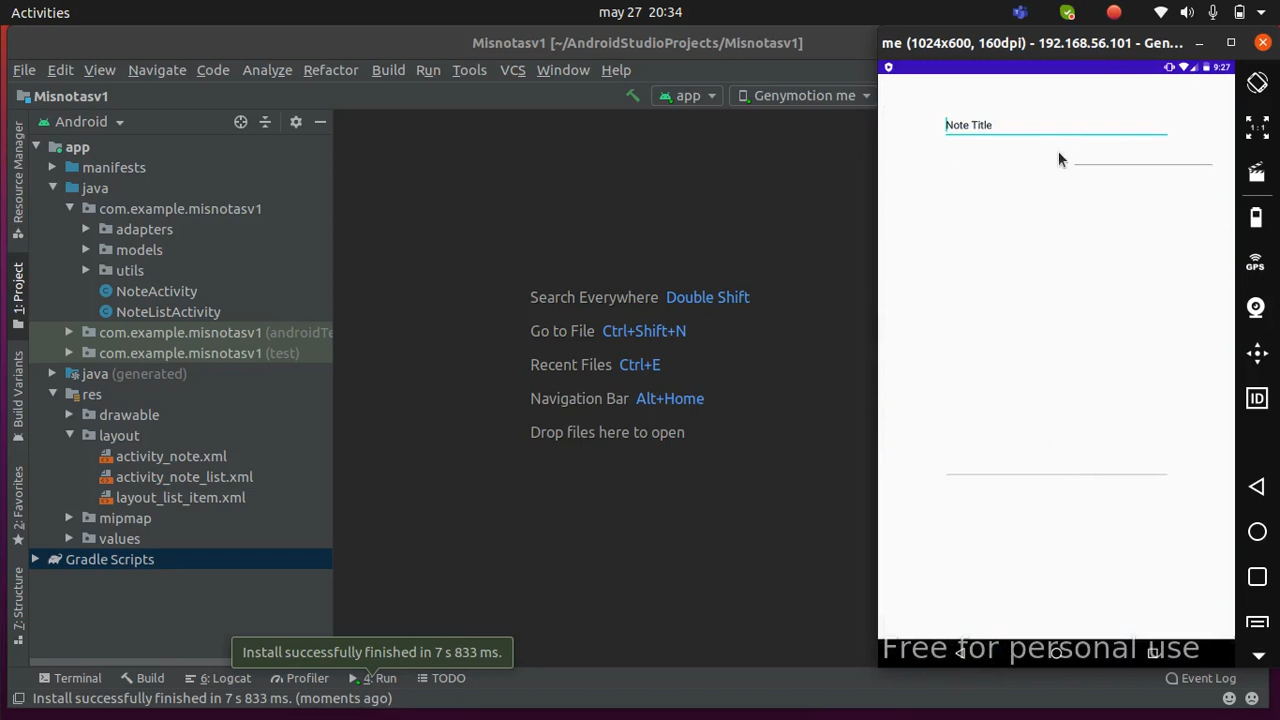 Activities
may 27 20:34
Misnotasv1 [~/AndroidStudioProjects/Misnotasv1]
me (1024x600, 160dpi) - 192.168.56.101 - Gen...
File Edit View Navigate Code Analyze Refactor Build Run Tools VCS Window Help
9:27
Misnotasv1
app
Genymotion me
Android
Note Title
Resource Manager
1: Project
Build Variants
2: Favorites
7: Structure
app
manifests
java
com.example.misnotasv1
adapters
models
utils
NoteActivity
NoteListActivity
com.example.misnotasv1 (androidTe
com.example.misnotasv1 (test)
java (generated)
res
drawable
layout
activity_note.xml
activity_note_list.xml
layout_list_item.xml
mipmap
values
Gradle Scripts
Search Everywhere Double Shift
Go to File Ctrl+Shift+N
Recent Files Ctrl+E
Navigation Bar Alt+Home
Drop files here to open
1:1
GPS
ID
Free for personal use
Install successfully finished in 7 s 833 ms.
Terminal Build 6: Logcat Profiler 4: Run TODO Event Log
Install successfully finished in 7 s 833 ms. (moments ago)